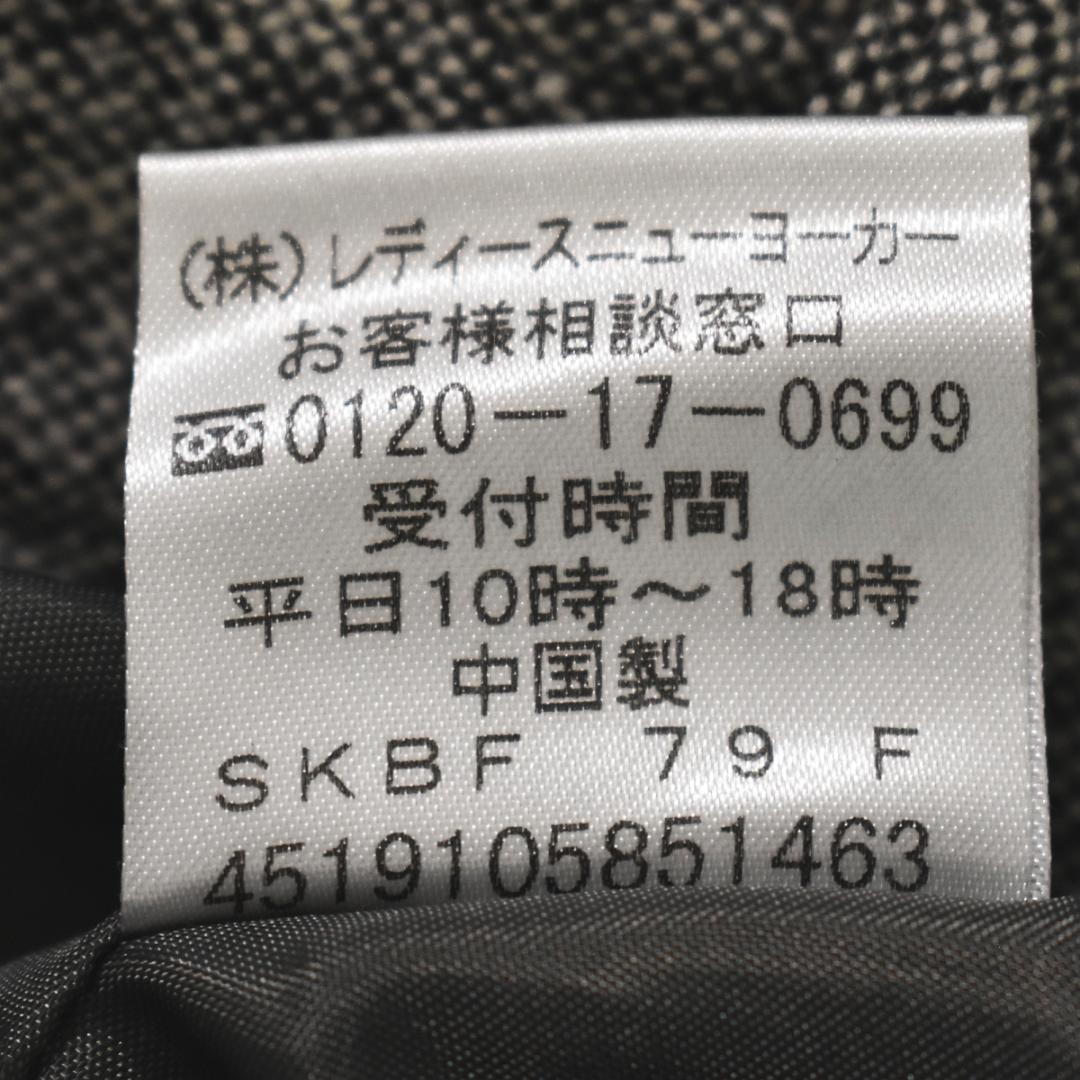 (株)レディースニューヨーカー
お客様相談窓口
0120-17-0699
受付時間
平日10時〜18時
中国製
SKBF 79 F
4519105851463